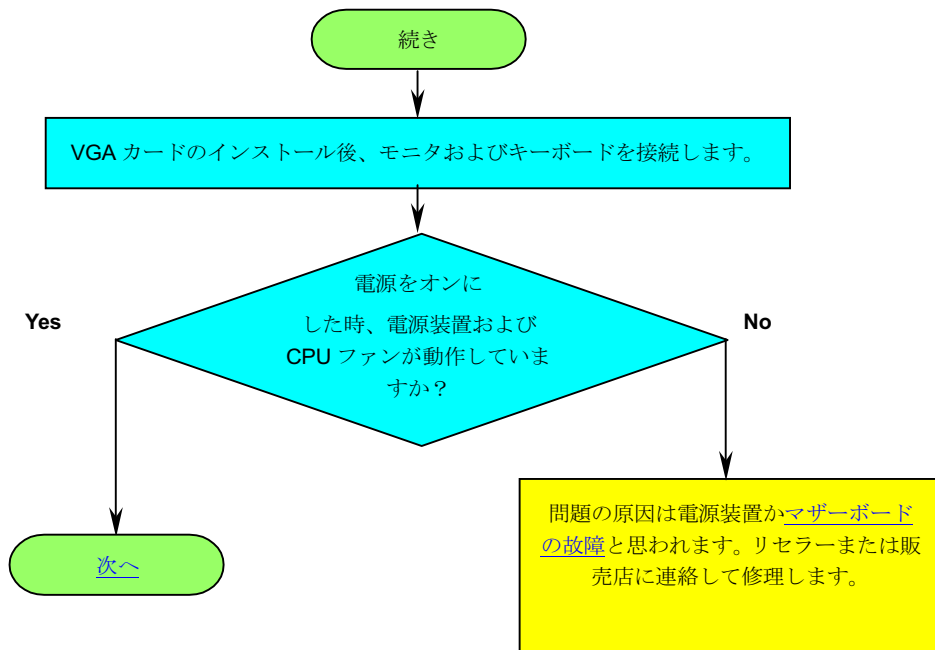 続き
VGA カードのインストール後、モニタおよびキーボードを接続します。
電源をオンに
した時、電源装置および
CPU ファンが動作していま
すか？
Yes
No
問題の原因は電源装置かマザーボード
の故障と思われます。リセラーまたは販
売店に連絡して修理します。
次へ